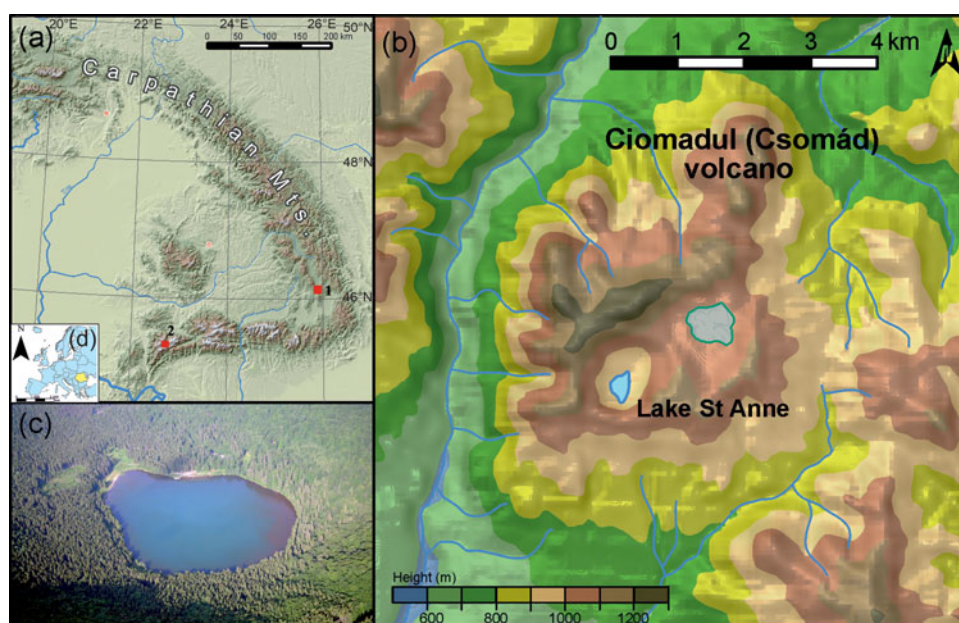 (a)
20°E
22°E
24°E
26°E
50°N
0 50 100 150 200 km
Carpathian Mts.
48°N
46°N
1
2
N
(d)
(c)
(b)
0 1 2 3 4 km
N
Ciomadul (Csomád)
volcano
Lake St Anne
Height (m)
600 800 1000 1200